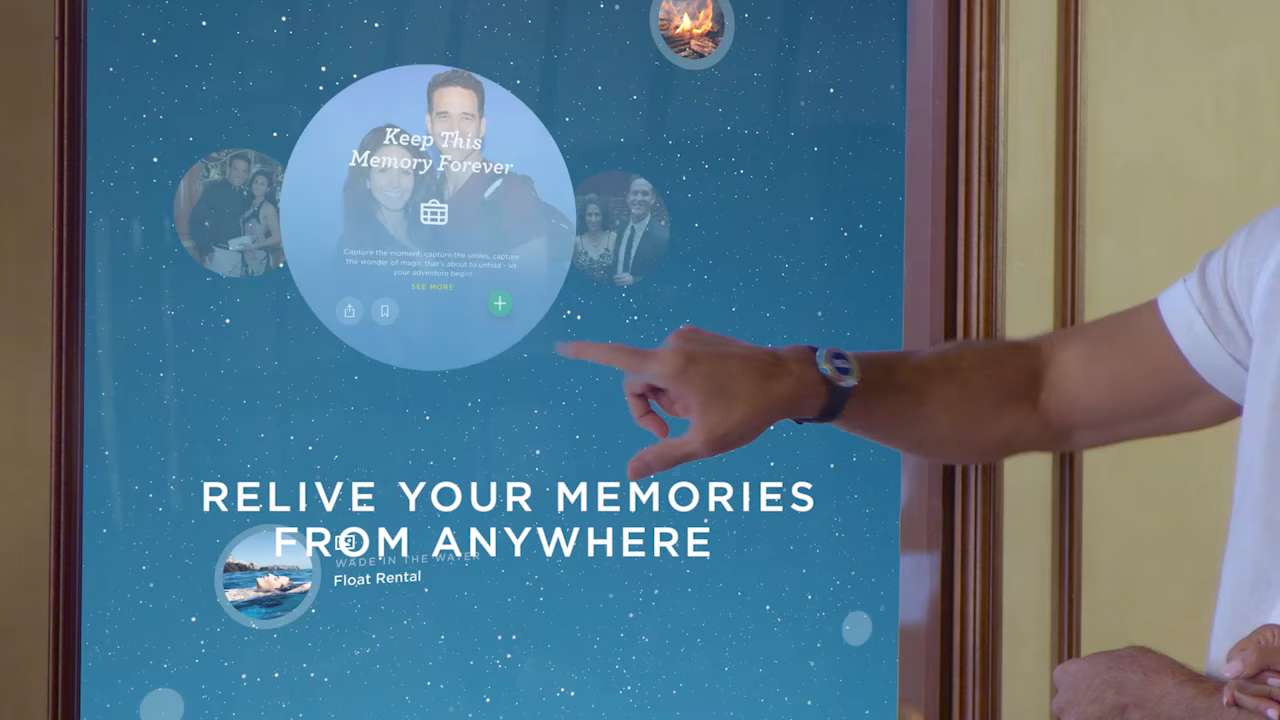 Keep This
Memory Forever
Capture the moment, capture the smiles, capture
the wonder of magic that's about to unfold - let
your adventure begin!
SEE MORE
RELIVE YOUR MEMORIES
FROM ANYWHERE
WADE IN THE WATER
Float Rental